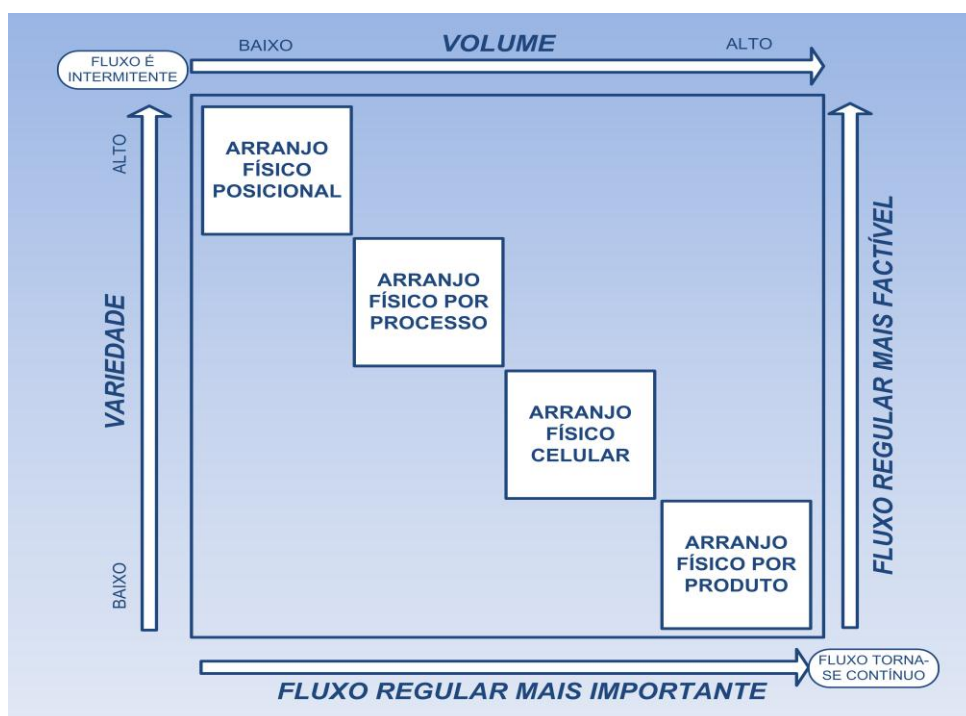 BAIXO VOLUME ALTO
FLUXO É
INTERMITENTE
ALTO
VARIEDADE
BAIXO
ARRANJO
FÍSICO
POSICIONAL
ARRANJO
FÍSICO POR
PROCESSO
ARRANJO
FÍSICO
CELULAR
ARRANJO
FÍSICO POR
PRODUTO
FLUXO REGULAR MAIS FACTÍVEL
FLUXO TORNA-
SE CONTÍNUO
FLUXO REGULAR MAIS IMPORTANTE